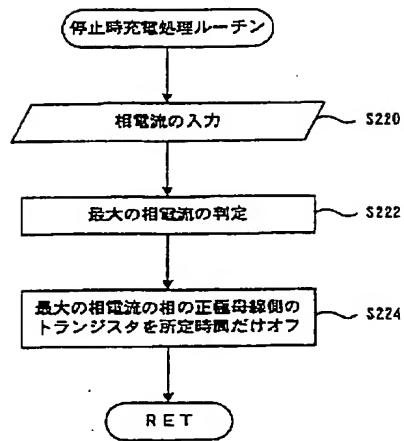 停止時充電処理ルーチン
相電流の入力
S220
最大の相電流の判定
S222
最大の相電流の相の正極母線側の
トランジスタを所定時間だけオフ
S224
RET